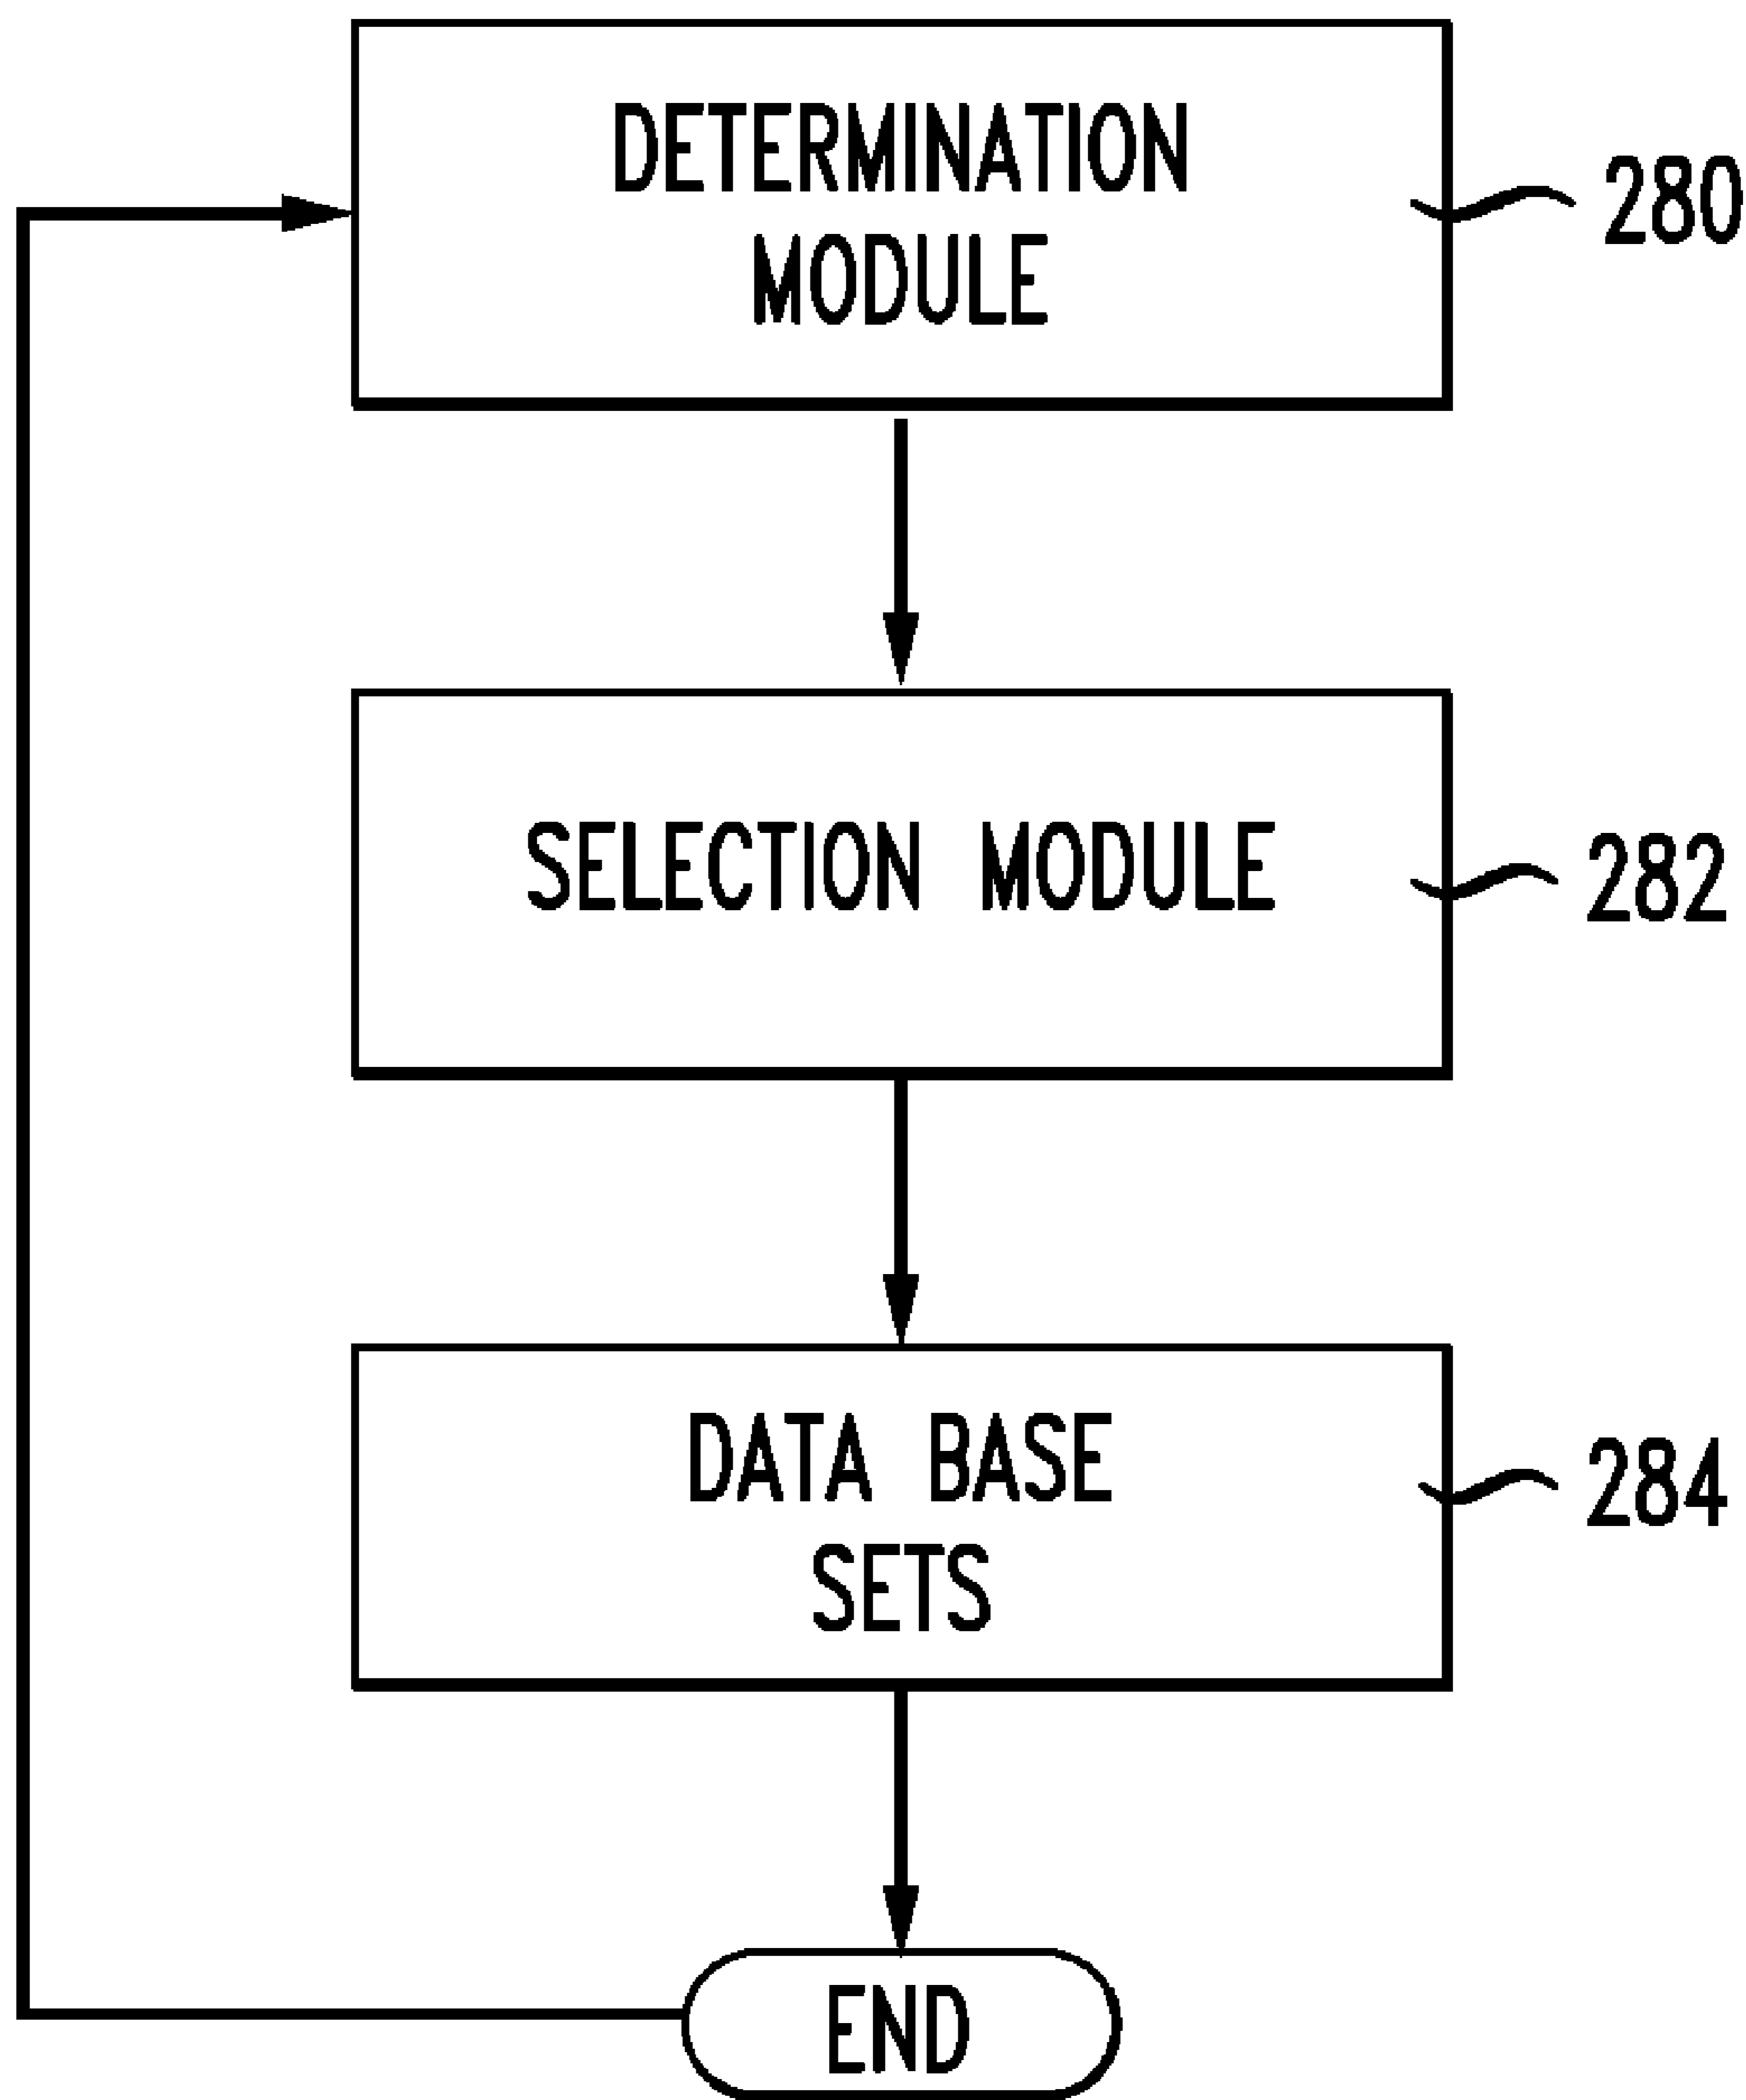 DETERMINATION
MODULE
280
SELECTION MODULE
282
DATA BASE
SETS
284
END